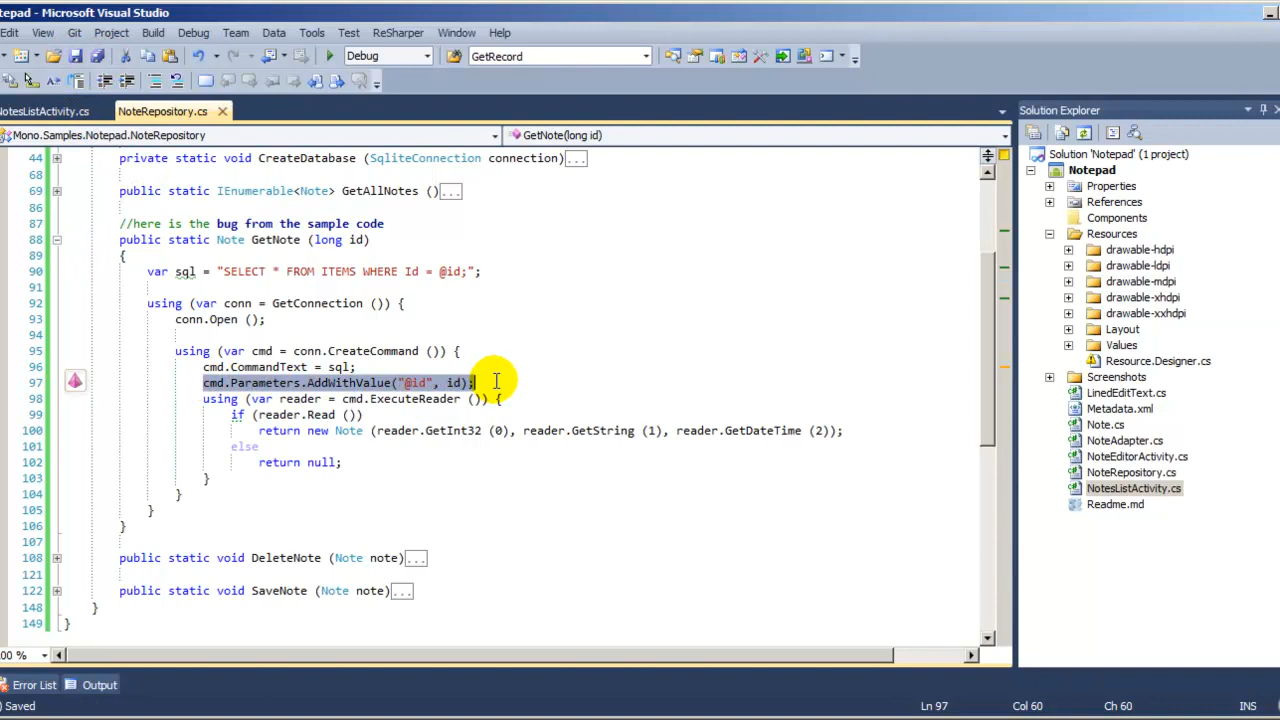 tepad - Microsoft Visual Studio
Edit View Git Project Build Debug Team Data Tools Test ReSharper Window Help
Debug GetRecord
NotesListActivity.cs NoteRepository.cs
Mono.Samples.Notepad.NoteRepository GetNote(long id)
44 private static void CreateDatabase (SqliteConnection connection)...
68
69 public static IEnumerable<Note> GetAllNotes ()...
86
87 //here is the bug from the sample code
88 public static Note GetNote (long id)
89 {
90 var sql = "SELECT * FROM ITEMS WHERE Id = @id;";
91
92 using (var conn = GetConnection ()) {
93 conn.Open ();
94
95 using (var cmd = conn.CreateCommand ()) {
96 cmd.CommandText = sql;
97 cmd.Parameters.AddWithValue("@id", id);
98 using (var reader = cmd.ExecuteReader ()) {
99 if (reader.Read ())
100 return new Note (reader.GetInt32 (0), reader.GetString (1), reader.GetDateTime (2));
101 else
102 return null;
103 }
104 }
105 }
106 }
107
108 public static void DeleteNote (Note note)...
121
122 public static void SaveNote (Note note)...
148 }
149 }
00 %
Error List Output
Saved Ln 97 Col 60 Ch 60 INS
Solution Explorer
Solution 'Notepad' (1 project)
Notepad
Properties
References
Components
Resources
drawable-hdpi
drawable-ldpi
drawable-mdpi
drawable-xhdpi
drawable-xxhdpi
Layout
Values
Resource.Designer.cs
Screenshots
LinedEditText.cs
Metadata.xml
Note.cs
NoteAdapter.cs
NoteEditorActivity.cs
NoteRepository.cs
NotesListActivity.cs
Readme.md